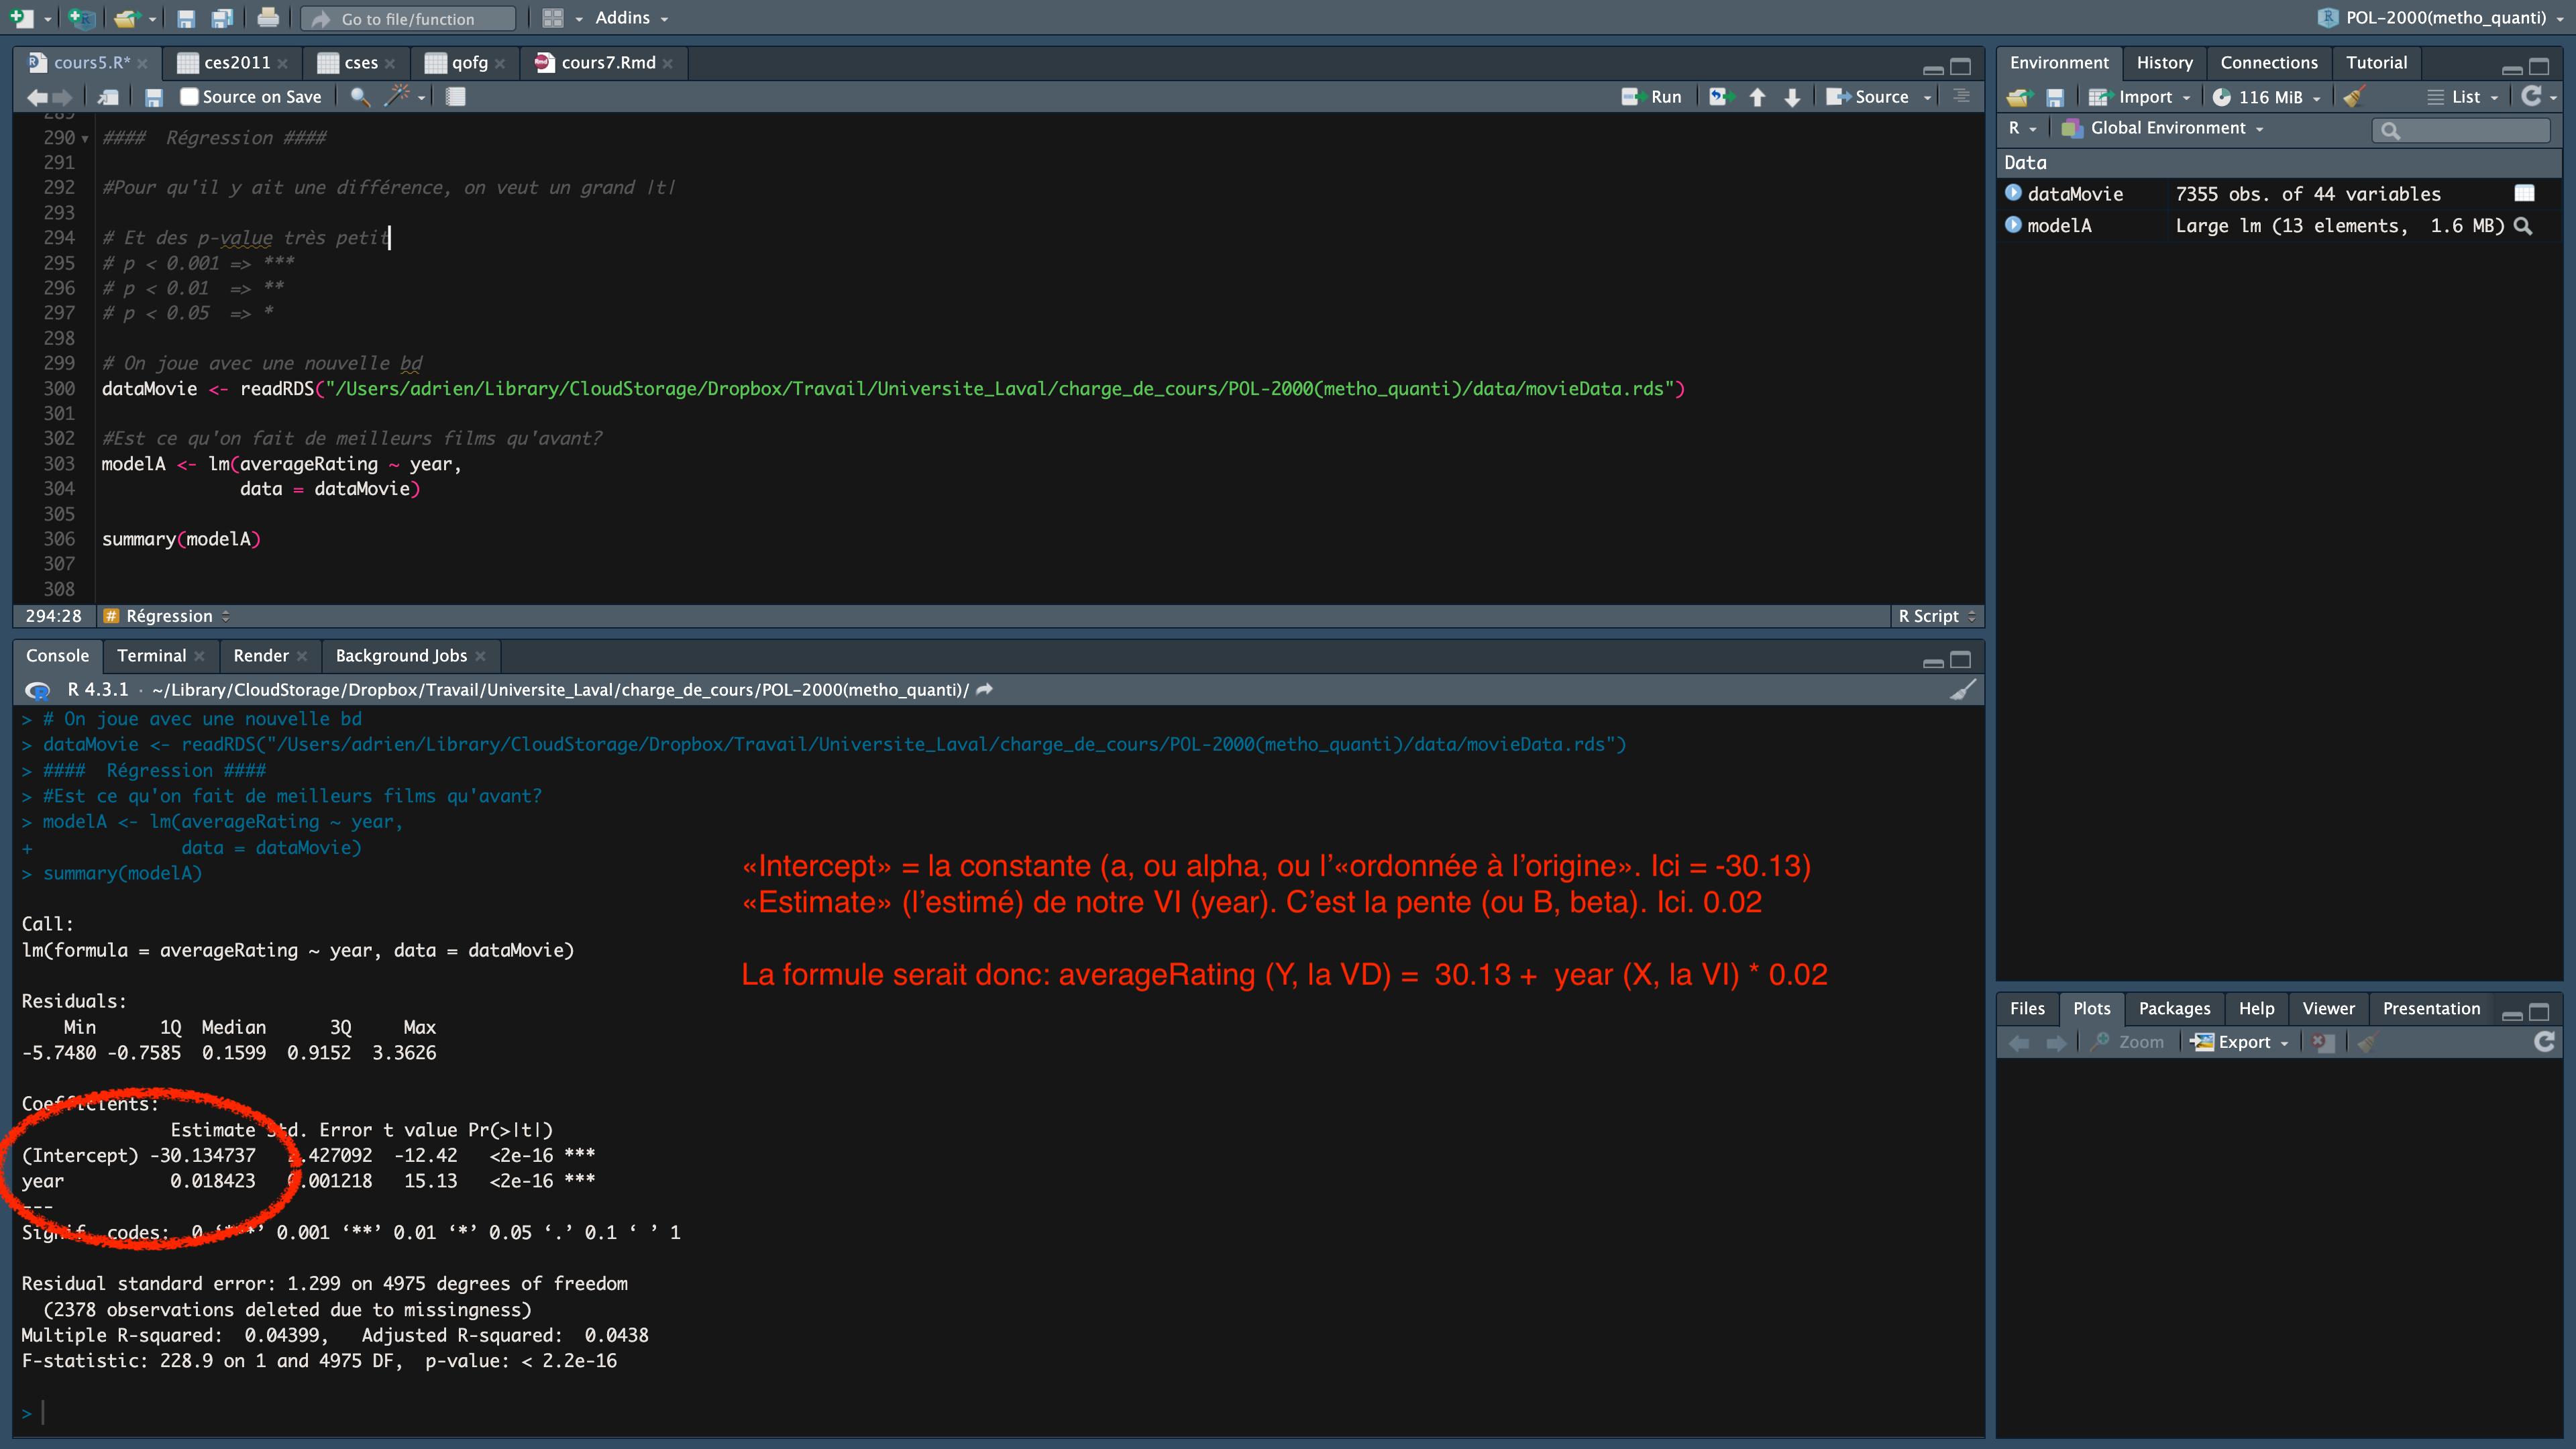 Go to file/function
Addins
POL-2000(metho_quanti)
cours5.R*
ces2011
cses
qofg
cours7.Rmd
Source on Save
Run
Source
290 #### Régression ####
291
292 #Pour qu'il y ait une différence, on veut un grand |t|
293
294 # Et des p-value très petit
295 # p < 0.001 => ***
296 # p < 0.01  => **
297 # p < 0.05  => *
298
299 # On joue avec une nouvelle bd
300 dataMovie <- readRDS("/Users/adrien/Library/CloudStorage/Dropbox/Travail/Universite_Laval/charge_de_cours/POL-2000(metho_quanti)/data/movieData.rds")
301
302 #Est ce qu'on fait de meilleurs films qu'avant?
303 modelA <- lm(averageRating ~ year,
304              data = dataMovie)
305
306 summary(modelA)
307
308
294:28
# Régression
R Script
Console
Terminal
Render
Background Jobs
R 4.3.1 · ~/Library/CloudStorage/Dropbox/Travail/Universite_Laval/charge_de_cours/POL-2000(metho_quanti)/
> # On joue avec une nouvelle bd
> dataMovie <- readRDS("/Users/adrien/Library/CloudStorage/Dropbox/Travail/Universite_Laval/charge_de_cours/POL-2000(metho_quanti)/data/movieData.rds")
> ####  Régression ####
> #Est ce qu'on fait de meilleurs films qu'avant?
> modelA <- lm(averageRating ~ year,
+              data = dataMovie)
> summary(modelA)
Call:
lm(formula = averageRating ~ year, data = dataMovie)
Residuals:
Min 1Q Median 3Q Max
-5.7480 -0.7585 0.1599 0.9152 3.3626
Coefficients:
Estimate Std. Error t value Pr(>|t|)
(Intercept) -30.134737 .427092 -12.42 <2e-16 ***
year 0.018423 0.001218 15.13 <2e-16 ***
---
Signif. codes: 0 ‘***’ 0.001 ‘**’ 0.01 ‘*’ 0.05 ‘.’ 0.1 ‘ ’ 1
Residual standard error: 1.299 on 4975 degrees of freedom
(2378 observations deleted due to missingness)
Multiple R-squared: 0.04399, Adjusted R-squared: 0.0438
F-statistic: 228.9 on 1 and 4975 DF, p-value: < 2.2e-16
>
«Intercept» = la constante (a, ou alpha, ou l’«ordonnée à l’origine». Ici = -30.13)
«Estimate» (l’estimé) de notre VI (year). C’est la pente (ou B, beta). Ici. 0.02
La formule serait donc: averageRating (Y, la VD) = 30.13 + year (X, la VI) * 0.02
Environment
History
Connections
Tutorial
Import
116 MiB
List
R
Global Environment
Data
dataMovie 7355 obs. of 44 variables
modelA Large lm (13 elements, 1.6 MB)
Files
Plots
Packages
Help
Viewer
Presentation
Zoom
Export